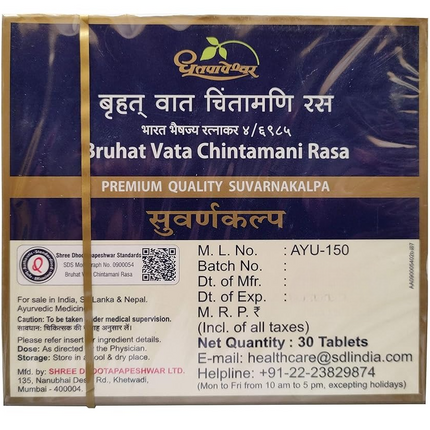 धूतपापेश्वर
बृहत् वात चिंतामणि रस
भारत भैषज्य रत्नाकर ४/६९८५
Bruhat Vata Chintamani Rasa
PREMIUM QUALITY SUVARNAKALPA
सुवर्णकल्प
Shree Dhootapapeshwar Standards
SDS Monograph No. 0900054
Bruhat Vata Chintamani Rasa
For sale in India, Sri Lanka & Nepal.
Ayurvedic Medicine
Caution: To be taken under medical supervision.
सावधान: चिकित्सक की देखरेख अनुसार लें।
Please refer insert for ingredient details.
Dose: As directed by the Physician.
Storage: Store in a cool & dry place.
Mfd. by: SHREE DHOOTAPAPESHWAR LTD.
135, Nanubhai Desai Rd., Khetwadi,
Mumbai - 400004.
M. L. No. : AYU-150
Batch No. :
Dt. of Mfr. :
Dt. of Exp. :
M. R. P. ₹
(Incl. of all taxes)
Net Quantity : 30 Tablets
E-mail: healthcare@sdlindia.com
Helpline: +91-22-23829874
(Mon to Fri from 10 am to 5 pm, excepting holidays)